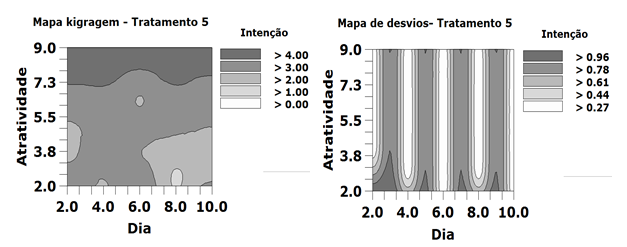 Mapa kigragem - Tratamento 5
Intenção
> 4.00
> 3.00
> 2.00
> 1.00
> 0.00
Atratividade
9.0
7.3
5.5
3.8
2.0
2.0 4.0 6.0 8.0 10.0
Dia
Mapa de desvios- Tratamento 5
Intenção
> 0.96
> 0.78
> 0.61
> 0.44
> 0.27
Atratividade
9.0
7.3
5.5
3.8
2.0
2.0 4.0 6.0 8.0 10.0
Dia